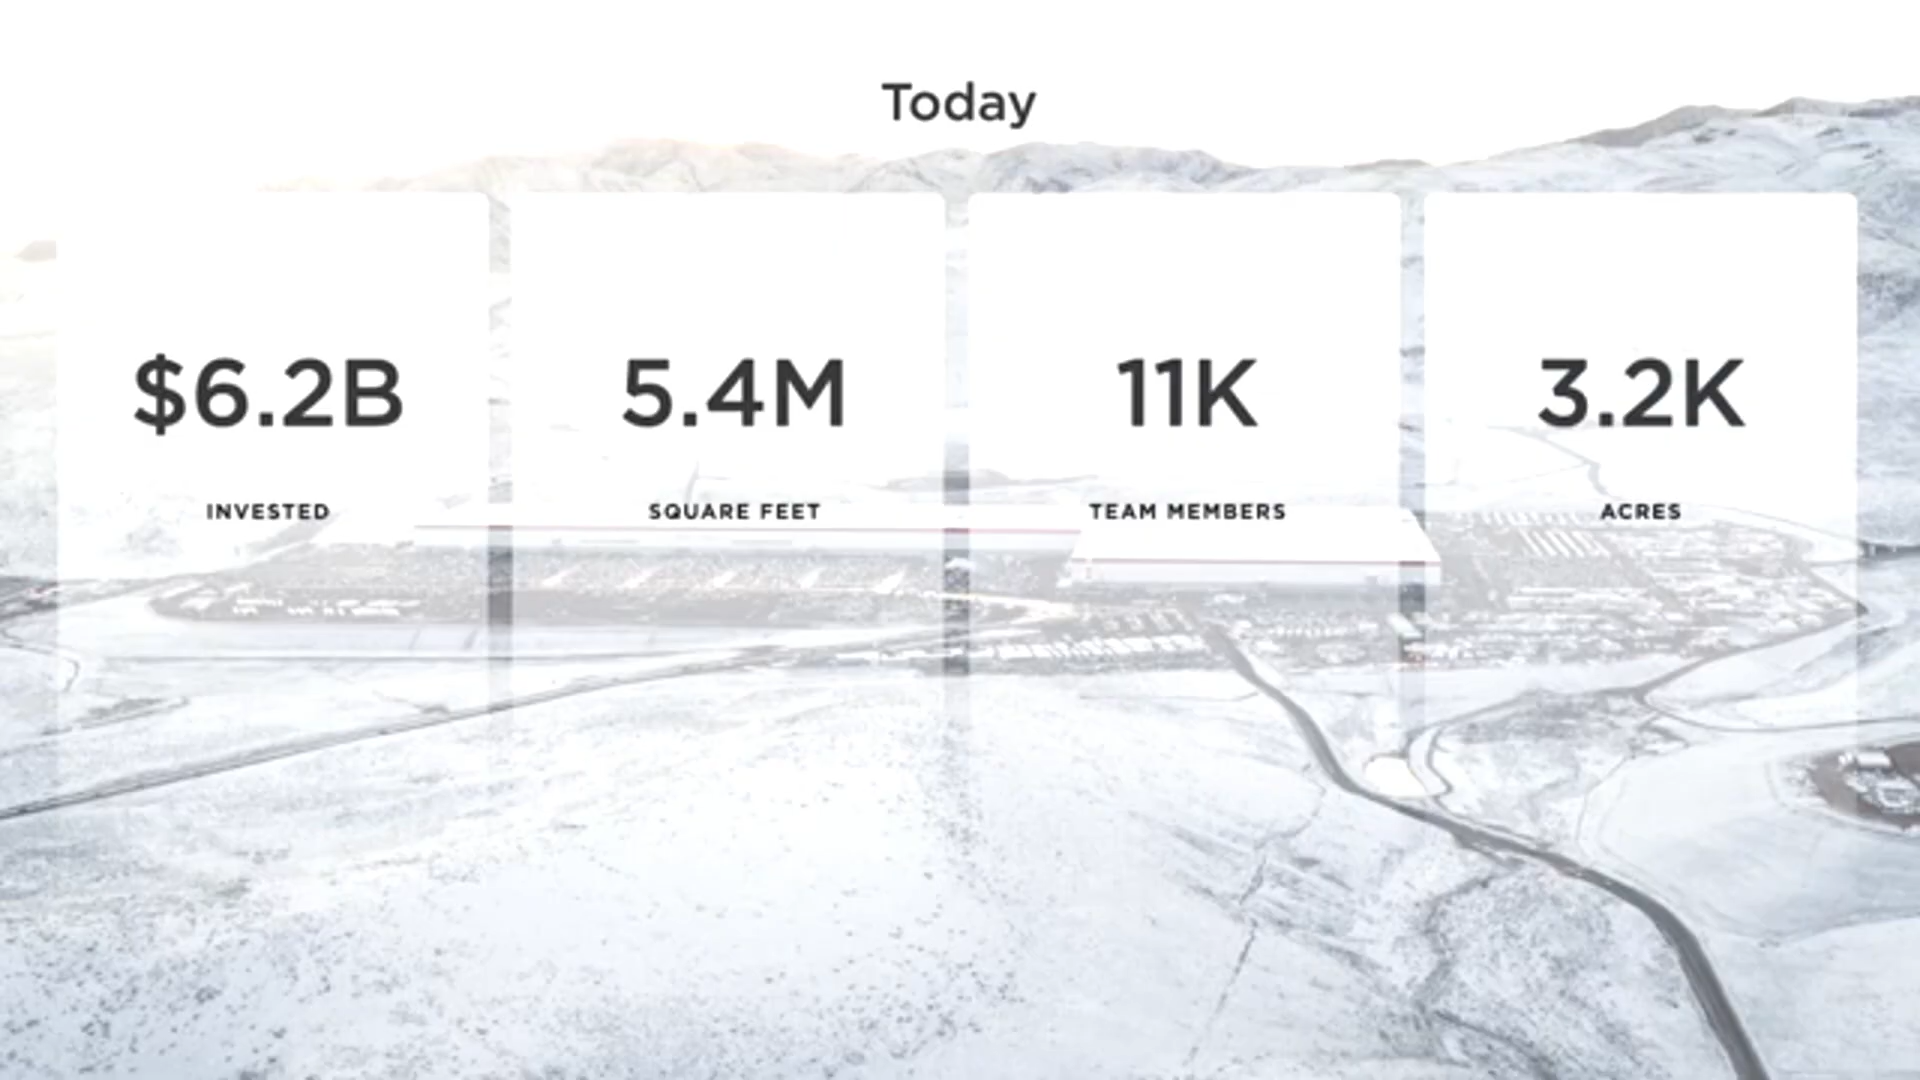 Today
$6.2B
INVESTED
5.4M
SQUARE FEET
11K
TEAM MEMBERS
3.2K
ACRES